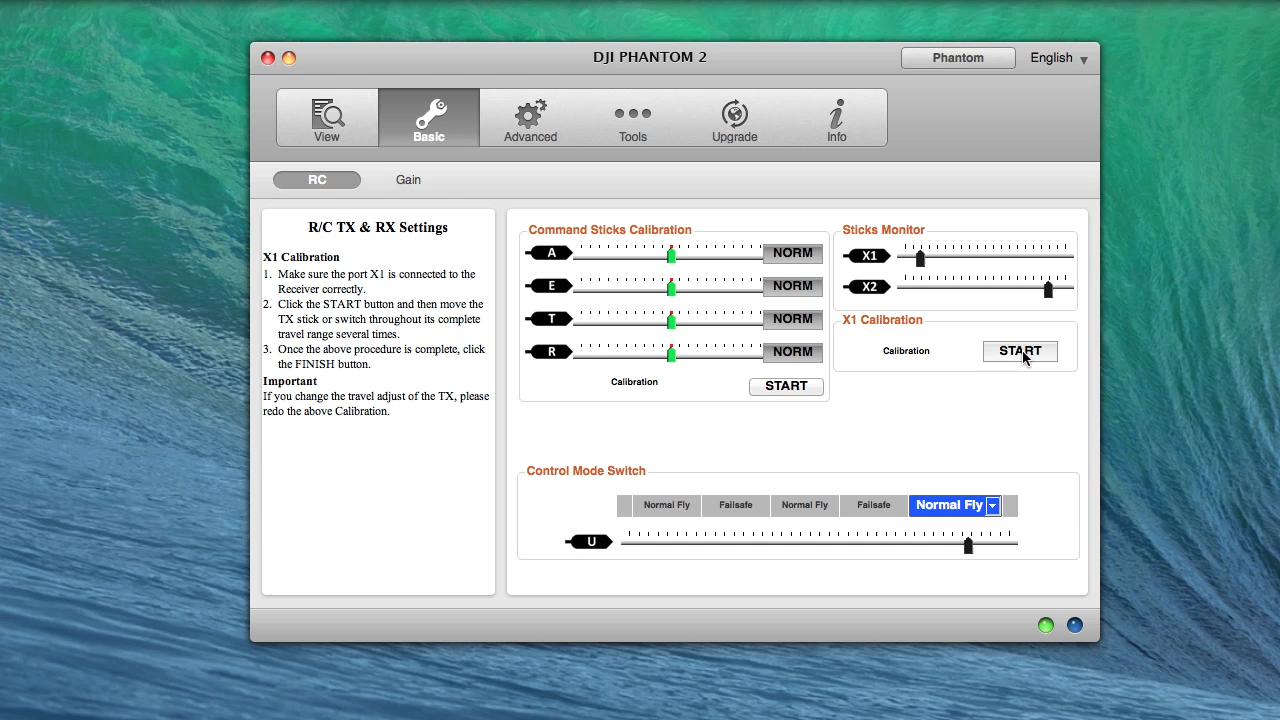 DJI PHANTOM 2
Phantom
English
View
Basic
Advanced
Tools
Upgrade
Info
RC
Gain
R/C TX & RX Settings
X1 Calibration
1. Make sure the port X1 is connected to the
Receiver correctly.
2. Click the START button and then move the
TX stick or switch throughout its complete
travel range several times.
3. Once the above procedure is complete, click
the FINISH button.
Important
If you change the travel adjust of the TX, please
redo the above Calibration.
Command Sticks Calibration
A NORM
E NORM
T NORM
R NORM
Calibration START
Sticks Monitor
X1
X2
X1 Calibration
Calibration START
Control Mode Switch
Normal Fly Failsafe Normal Fly Failsafe Normal Fly
U